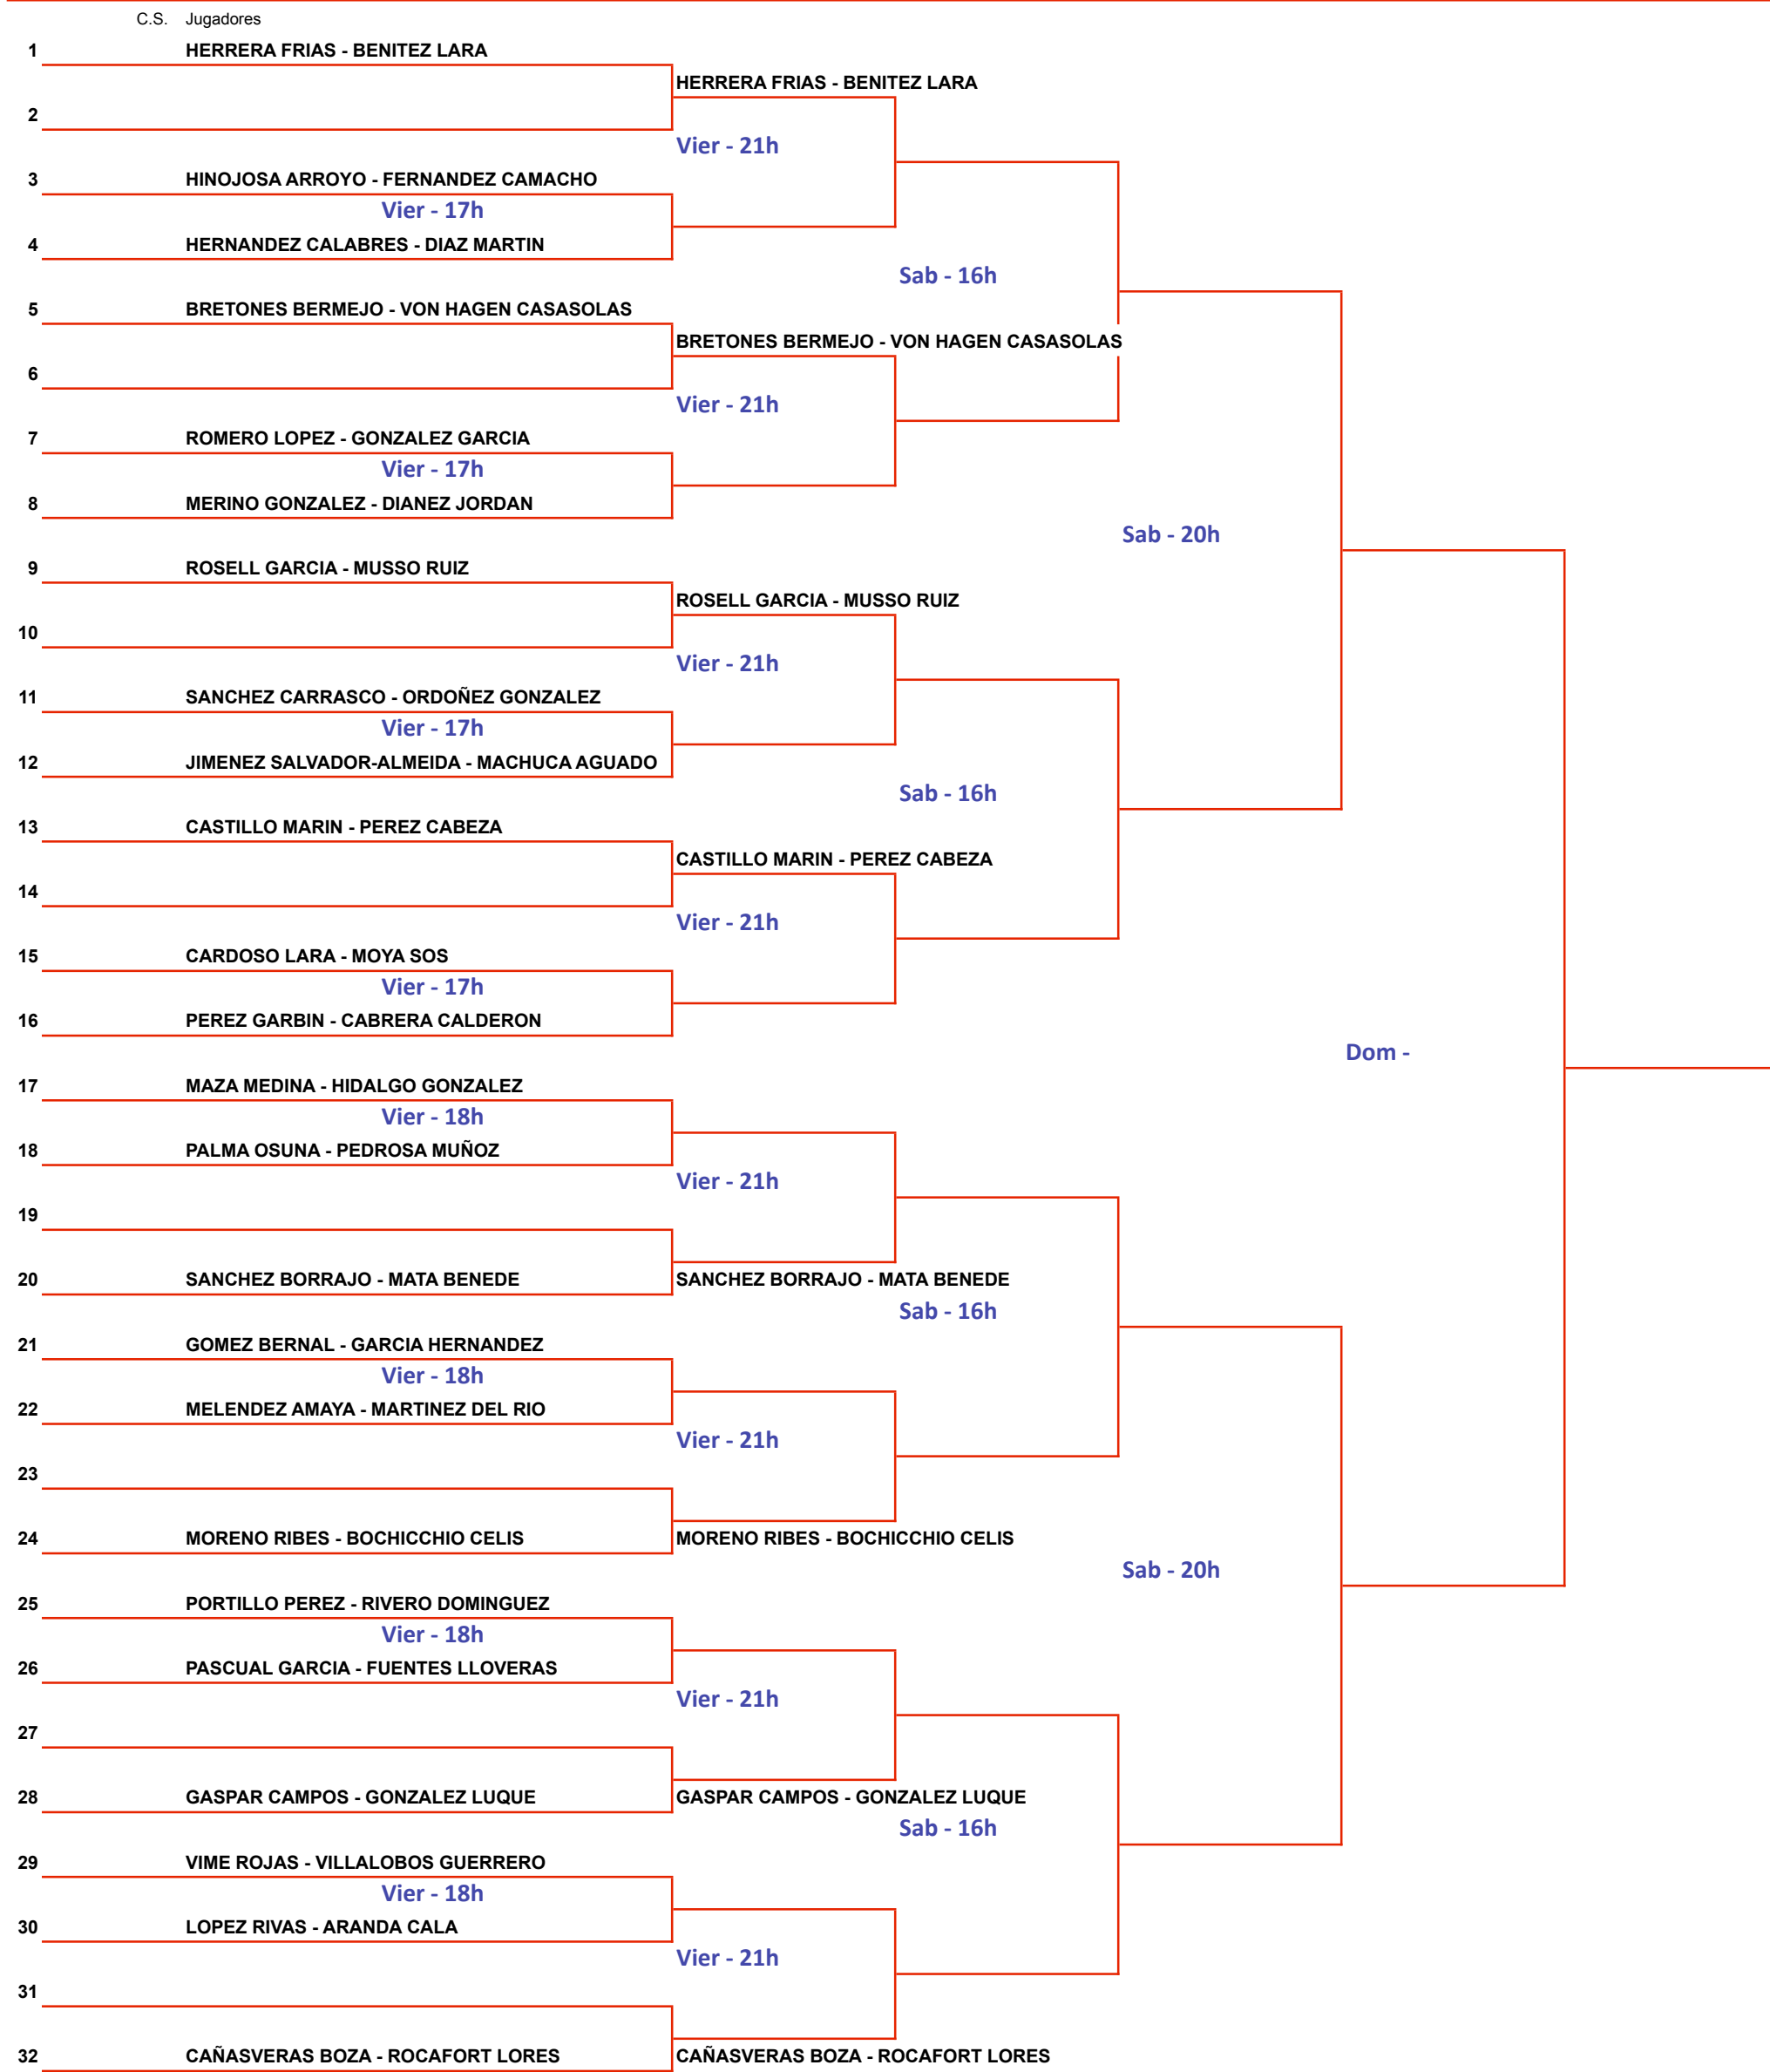 C.S. Jugadores
1 HERRERA FRIAS - BENITEZ LARA
HERRERA FRIAS - BENITEZ LARA
2
Vier - 21h
3 HINOJOSA ARROYO - FERNANDEZ CAMACHO
Vier - 17h
4 HERNANDEZ CALABRES - DIAZ MARTIN
Sab - 16h
5 BRETONES BERMEJO - VON HAGEN CASASOLAS
BRETONES BERMEJO - VON HAGEN CASASOLAS
6
Vier - 21h
7 ROMERO LOPEZ - GONZALEZ GARCIA
Vier - 17h
8 MERINO GONZALEZ - DIANEZ JORDAN
Sab - 20h
9 ROSELL GARCIA - MUSSO RUIZ
ROSELL GARCIA - MUSSO RUIZ
10
Vier - 21h
11 SANCHEZ CARRASCO - ORDOÑEZ GONZALEZ
Vier - 17h
12 JIMENEZ SALVADOR-ALMEIDA - MACHUCA AGUADO
Sab - 16h
13 CASTILLO MARIN - PEREZ CABEZA
CASTILLO MARIN - PEREZ CABEZA
14
Vier - 21h
15 CARDOSO LARA - MOYA SOS
Vier - 17h
16 PEREZ GARBIN - CABRERA CALDERON
Dom -
17 MAZA MEDINA - HIDALGO GONZALEZ
Vier - 18h
18 PALMA OSUNA - PEDROSA MUÑOZ
Vier - 21h
19
20 SANCHEZ BORRAJO - MATA BENEDE SANCHEZ BORRAJO - MATA BENEDE
Sab - 16h
21 GOMEZ BERNAL - GARCIA HERNANDEZ
Vier - 18h
22 MELENDEZ AMAYA - MARTINEZ DEL RIO
Vier - 21h
23
24 MORENO RIBES - BOCHICCHIO CELIS MORENO RIBES - BOCHICCHIO CELIS
Sab - 20h
25 PORTILLO PEREZ - RIVERO DOMINGUEZ
Vier - 18h
26 PASCUAL GARCIA - FUENTES LLOVERAS
Vier - 21h
27
28 GASPAR CAMPOS - GONZALEZ LUQUE GASPAR CAMPOS - GONZALEZ LUQUE
Sab - 16h
29 VIME ROJAS - VILLALOBOS GUERRERO
Vier - 18h
30 LOPEZ RIVAS - ARANDA CALA
Vier - 21h
31
32 CAÑASVERAS BOZA - ROCAFORT LORES CAÑASVERAS BOZA - ROCAFORT LORES